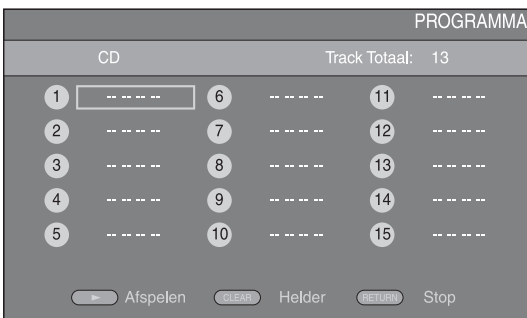 PROGRAMMA
CD Track Totaal: 13
1 -- -- -- -- 6 -- -- -- -- 11 -- -- -- --
2 -- -- -- -- 7 -- -- -- -- 12 -- -- -- --
3 -- -- -- -- 8 -- -- -- -- 13 -- -- -- --
4 -- -- -- -- 9 -- -- -- -- 14 -- -- -- --
5 -- -- -- -- 10 -- -- -- -- 15 -- -- -- --
Afspelen CLEAR Helder RETURN Stop